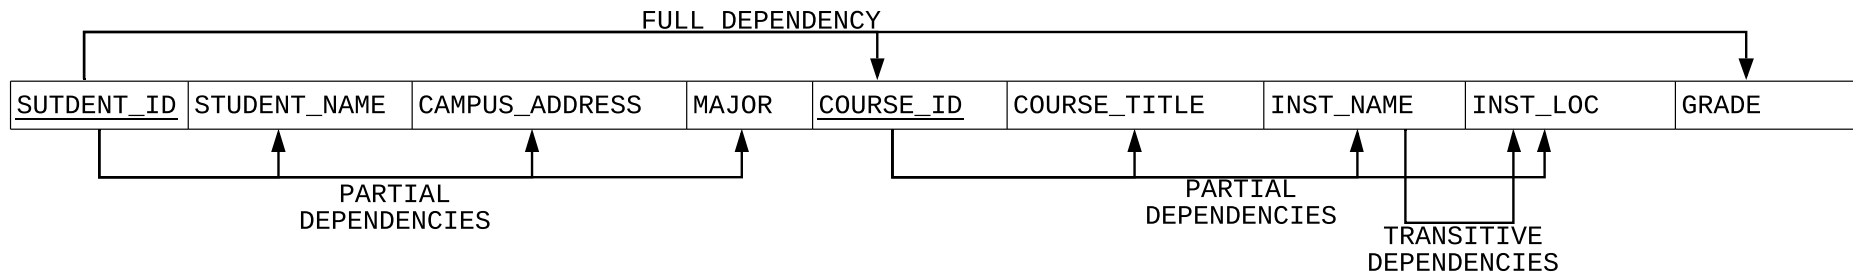 FULL DEPENDENCY
SUTDENT_ID STUDENT_NAME CAMPUS_ADDRESS MAJOR COURSE_ID COURSE_TITLE INST_NAME INST_LOC GRADE
PARTIAL
DEPENDENCIES
PARTIAL
DEPENDENCIES
TRANSITIVE
DEPENDENCIES